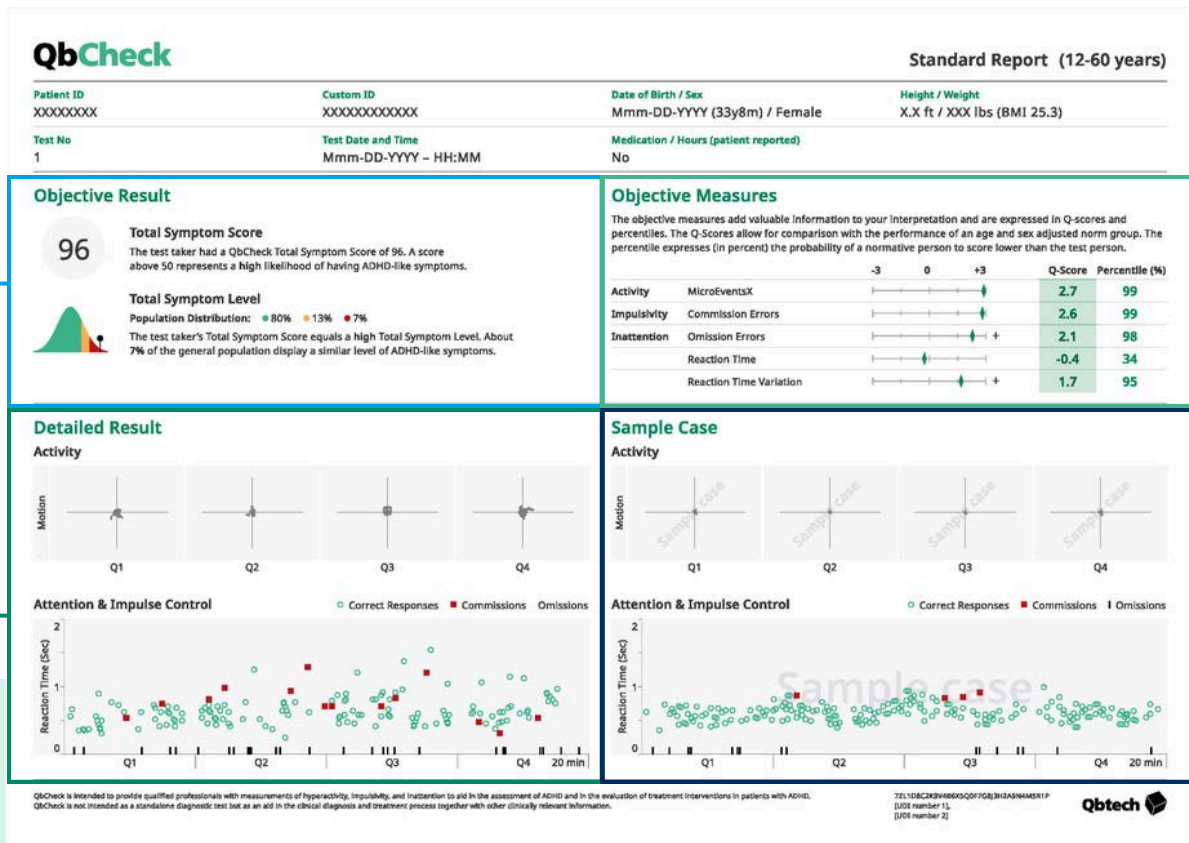 QbCheck
Standard Report (12-60 years)
Patient ID
XXXXXXXX
Custom ID
XXXXXXXXXXXX
Date of Birth / Sex
Mmm-DD-YYYY (33y8m) / Female
Height / Weight
X.X ft / XXX lbs (BMI 25.3)
Test No
1
Test Date and Time
Mmm-DD-YYYY – HH:MM
Medication / Hours (patient reported)
No
Objective Result
96
Total Symptom Score
The test taker had a QbCheck Total Symptom Score of 96. A score
above 50 represents a high likelihood of having ADHD-like symptoms.
Total Symptom Level
Population Distribution: 80% 13% 7%
The test taker's Total Symptom Score equals a high Total Symptom Level. About
7% of the general population display a similar level of ADHD-like symptoms.
Objective Measures
The objective measures add valuable information to your interpretation and are expressed in Q-scores and
percentiles. The Q-Scores allow for comparison with the performance of an age and sex adjusted norm group. The
percentile expresses (in percent) the probability of a normative person to score lower than the test person.
-3 0 +3 Q-Score Percentile (%)
Activity MicroEventsX 2.7 99
Impulsivity Commission Errors 2.6 99
Inattention Omission Errors + 2.1 98
Reaction Time -0.4 34
Reaction Time Variation + 1.7 95
Detailed Result
Activity
Motion
Q1 Q2 Q3 Q4
Attention & Impulse Control
Correct Responses Commissions Omissions
Reaction Time (Sec)
2
1
0
Q1 Q2 Q3 Q4 20 min
Sample Case
Activity
Motion
Sample case
Sample case
Sample case
Sample case
Q1 Q2 Q3 Q4
Attention & Impulse Control
Correct Responses Commissions Omissions
Reaction Time (Sec)
2
1
0
Sample case
Q1 Q2 Q3 Q4 20 min
QbCheck is intended to provide qualified professionals with measurements of hyperactivity, impulsivity, and inattention to aid in the assessment of ADHD and in the evaluation of treatment interventions in patients with ADHD.
QbCheck is not intended as a standalone diagnostic test but as an aid in the clinical diagnosis and treatment process together with other clinically relevant information.
[UDI number 1],
[UDI number 2]
Qbtech